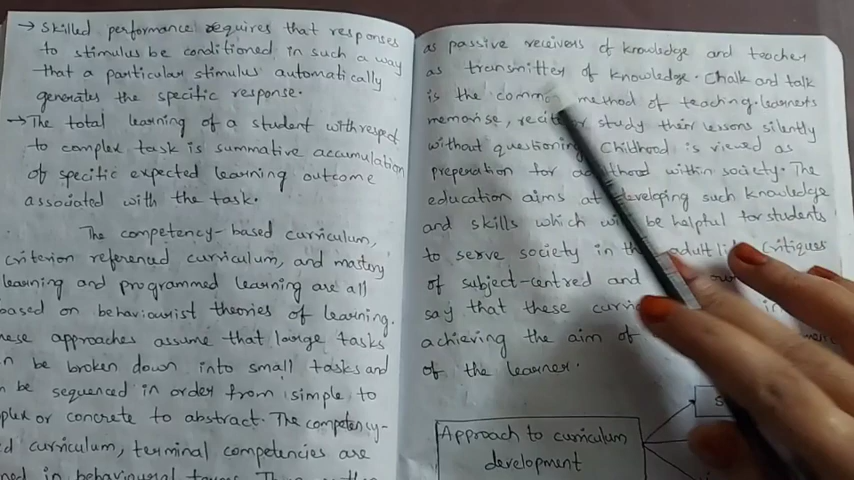 → Skilled performance requires that responses
to stimulus be conditioned in such a way
that a particular stimulus automatically
generates the specific response.
→ The total learning of a student with respect
to complex task is summative accumulation
of specific expected learning outcome
associated with the task.
The competency-based curriculum,
criterion referenced curriculum, and mastery
learning and programmed learning are all
based on behaviourist theories of learning.
These approaches assume that large tasks
be broken down into small tasks and
be sequenced in order from simple to
or concrete to abstract. The competency-
curriculum, terminal competencies are
in behavioural
as passive receivers of knowledge and teacher
as transmitter of knowledge. Chalk and talk
is the common method of teaching. learners
memorise, recite or study their lessons silently
without questioning. Childhood is viewed as
preparation for adulthood within society. The
education aims at developing such knowledge
and skills which will be helpful for students
to serve society in their adult life. Critiques
of subject-centred and
say that these in
achieving the aim of
of the learner.
Approach to curriculum
development